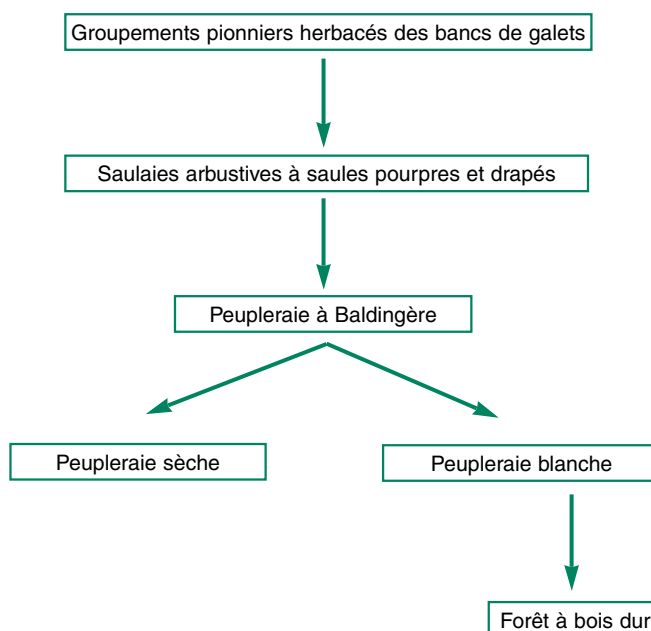 Groupements pionniers herbacés des bancs de galets
Saulaies arbustives à saules pourpres et drapés
Peupleraie à Baldingère
Peupleraie sèche
Peupleraie blanche
Forêt à bois dur